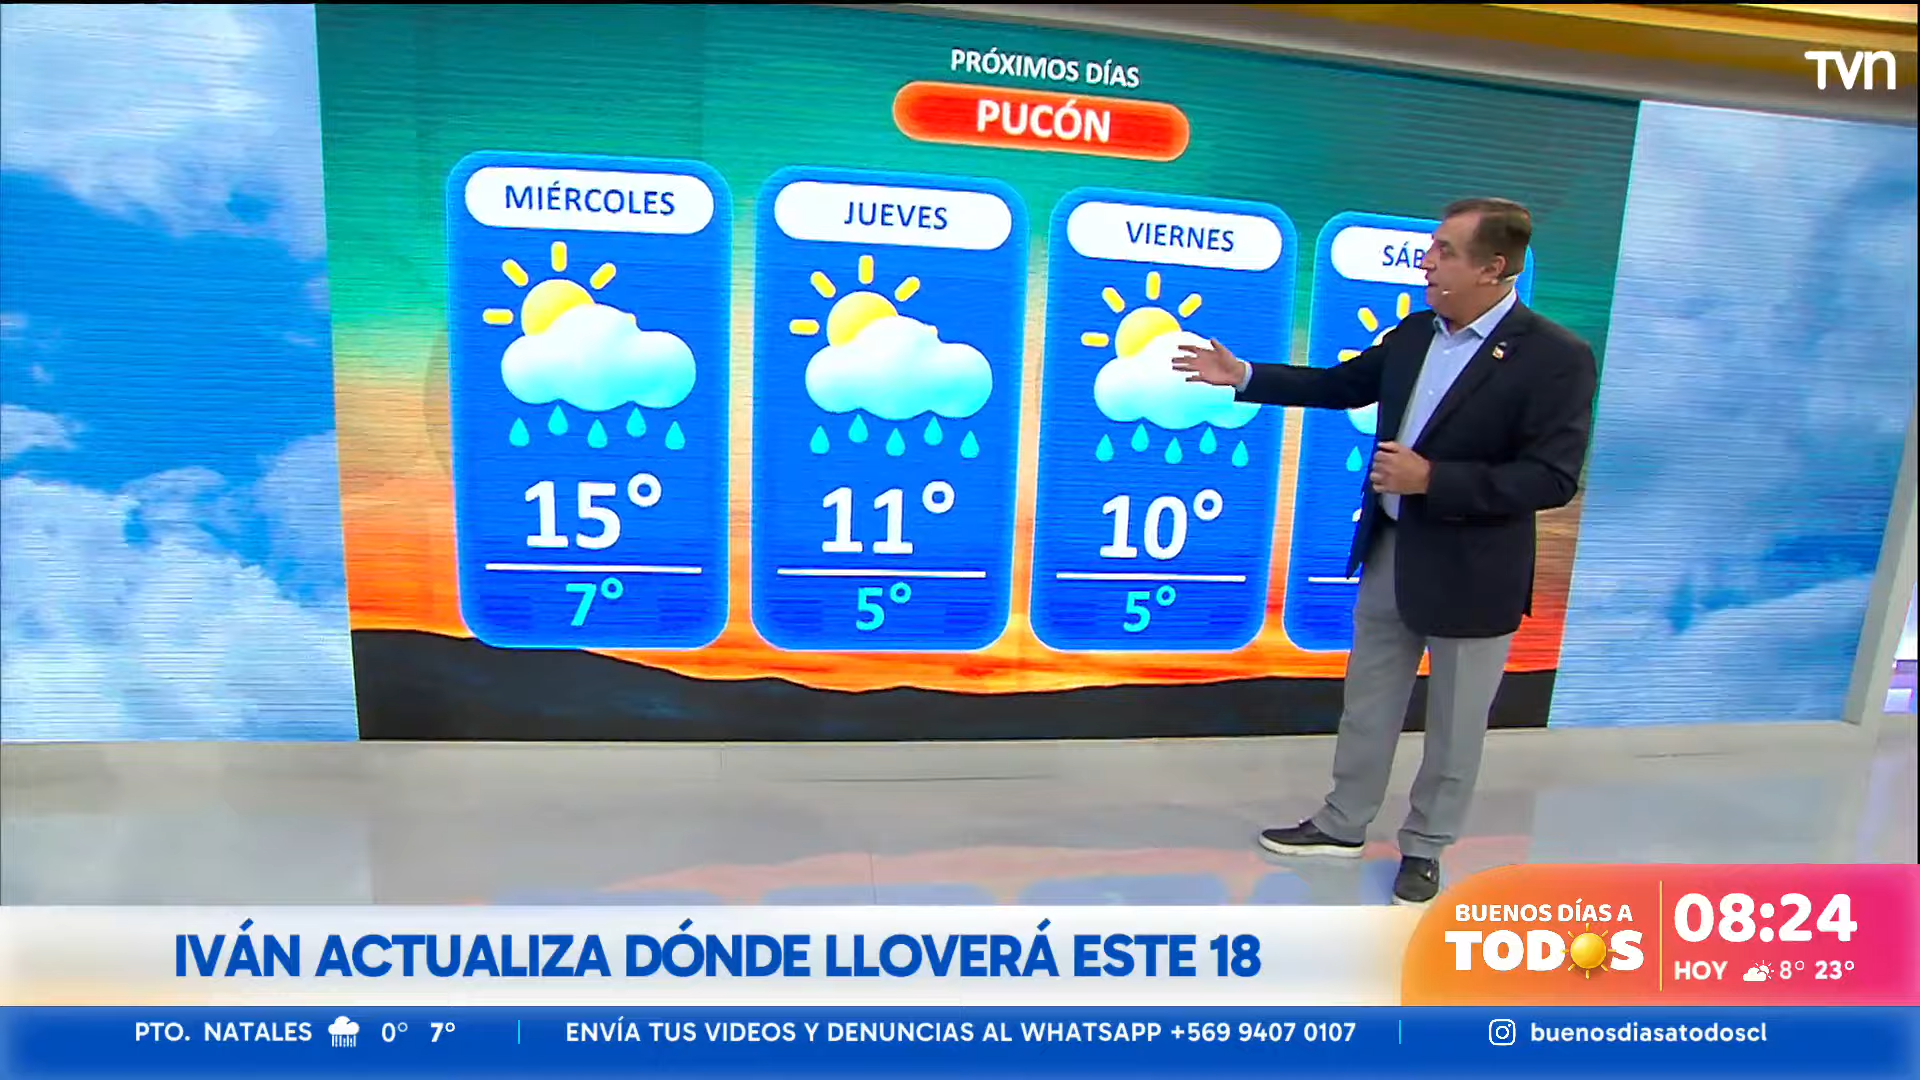 TVN
PRÓXIMOS DÍAS
PUCÓN
MIÉRCOLES
JUEVES
VIERNES
15°
7°
11°
5°
10°
5°
IVÁN ACTUALIZA DÓNDE LLOVERÁ ESTE 18
BUENOS DÍAS A
TODOS
08:24
HOY 8° 23°
PTO. NATALES 0° 7°
ENVÍA TUS VIDEOS Y DENUNCIAS AL WHATSAPP +569 9407 0107
buenosdiasatodoscl